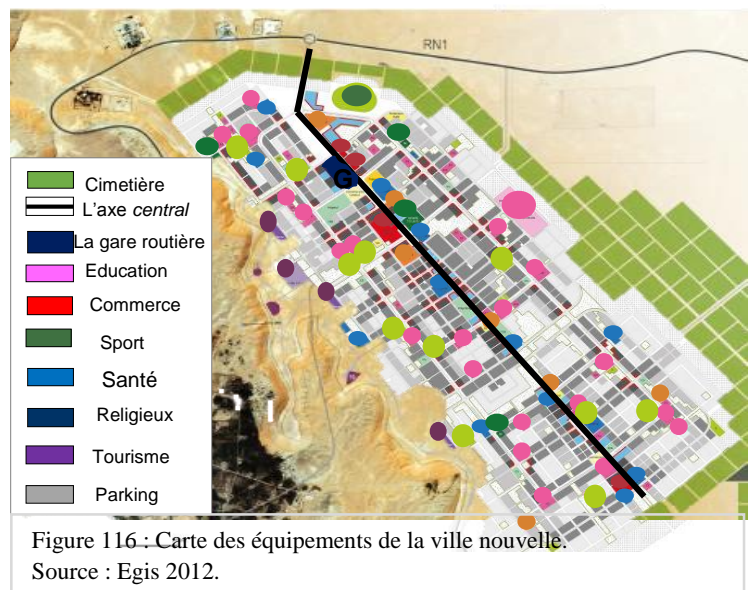 RN1
G
Cimetière
L'axe central
La gare routière
Education
Commerce
Sport
Santé
Religieux
Tourisme
Parking
Figure 116 : Carte des équipements de la ville nouvelle.
Source : Egis 2012.